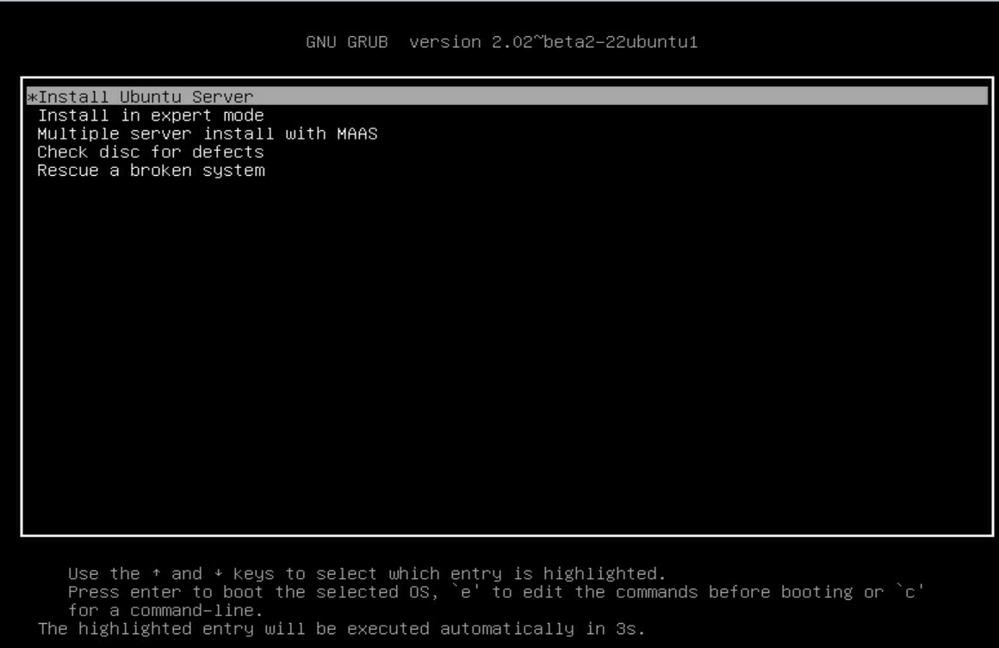 GNU GRUB  version 2.02~beta2-22ubuntu1
*Install Ubuntu Server
Install in expert mode
Multiple server install with MAAS
Check disc for defects
Rescue a broken system
Use the ↑ and ↓ keys to select which entry is highlighted.
Press enter to boot the selected OS, `e' to edit the commands before booting or `c'
for a command-line.
The highlighted entry will be executed automatically in 3s.